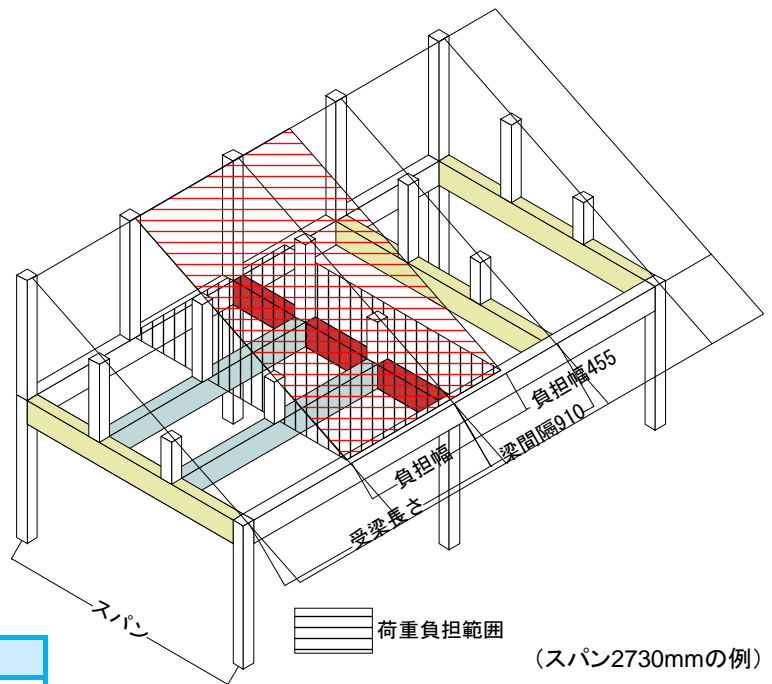 負担幅455
梁間隔910
負担幅
受梁長さ
スパン
荷重負担範囲
（スパン2730mmの例）